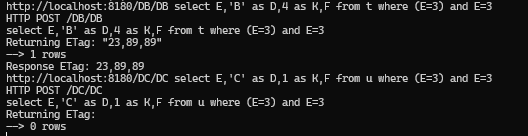 http://localhost:8180/DB/DB select E,'B' as D,4 as K,F from t where (E=3) and E=3
HTTP POST /DB/DB
select E,'B' as D,4 as K,F from t where (E=3) and E=3
Returning ETag: "23,89,89"
--> 1 rows
Response ETag: 23,89,89
http://localhost:8180/DC/DC select E,'C' as D,1 as K,F from u where (E=3) and E=3
HTTP POST /DC/DC
select E,'C' as D,1 as K,F from u where (E=3) and E=3
Returning ETag:
--> 0 rows